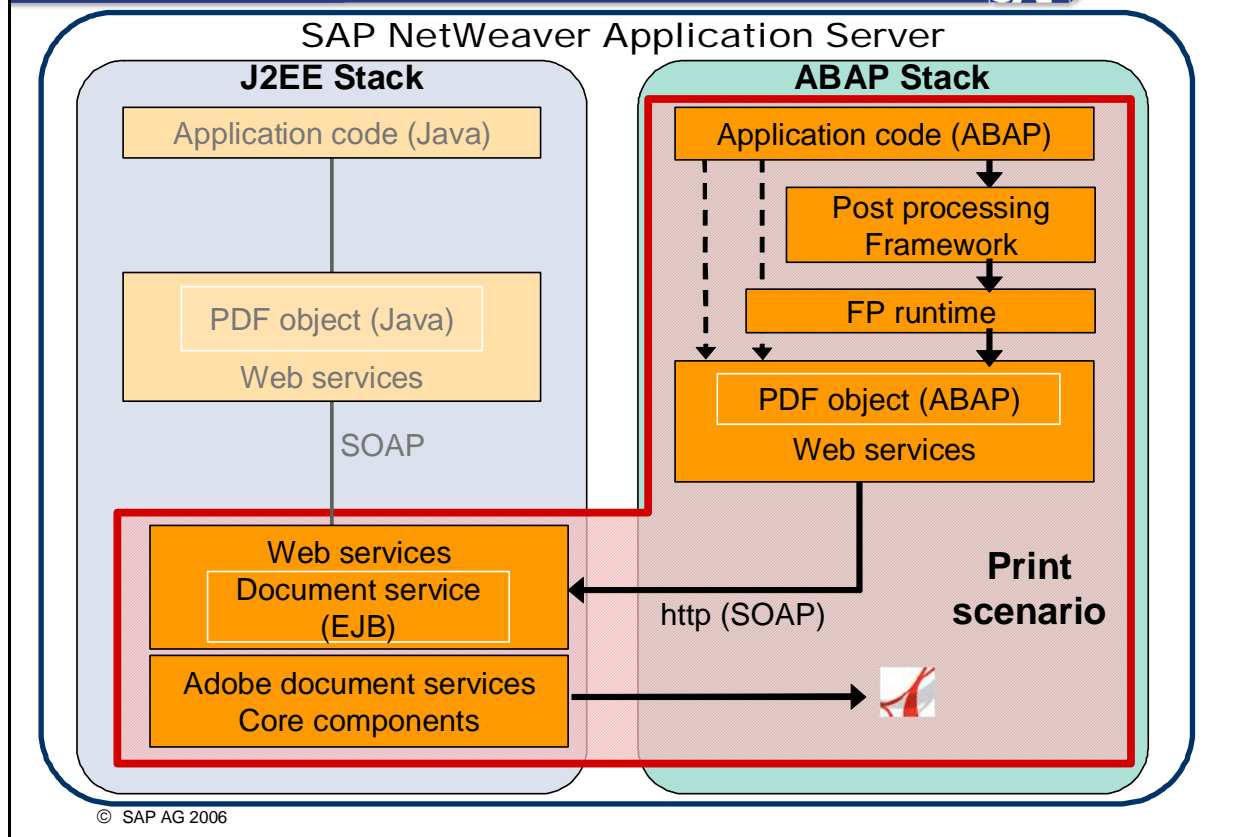 SAP NetWeaver Application Server
J2EE Stack
Application code (Java)
PDF object (Java)
Web services
SOAP
Web services
Document service
(EJB)
Adobe document services
Core components
ABAP Stack
Application code (ABAP)
Post processing
Framework
FP runtime
PDF object (ABAP)
Web services
http (SOAP)
Print
scenario
© SAP AG 2006